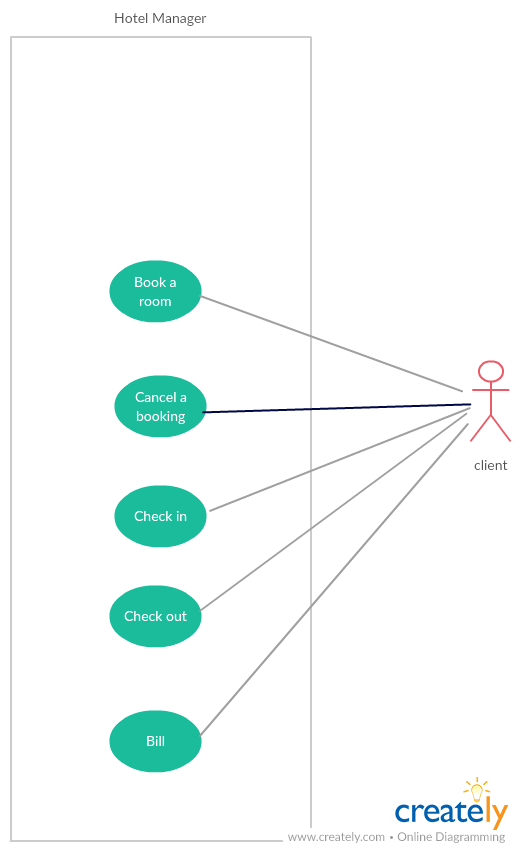 Hotel Manager
Book a
room
Cancel a
booking
client
Check in
Check out
Bill
creately
www.creately.com • Online Diagramming